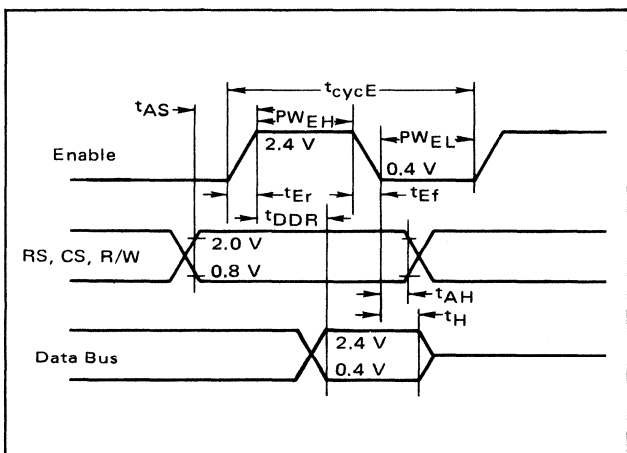 tcycE
tAS
PWEH
PWEL
Enable
2.4 V
0.4 V
tEr
tEf
tDDR
RS, CS, R/W
2.0 V
0.8 V
tAH
tH
Data Bus
2.4 V
0.4 V